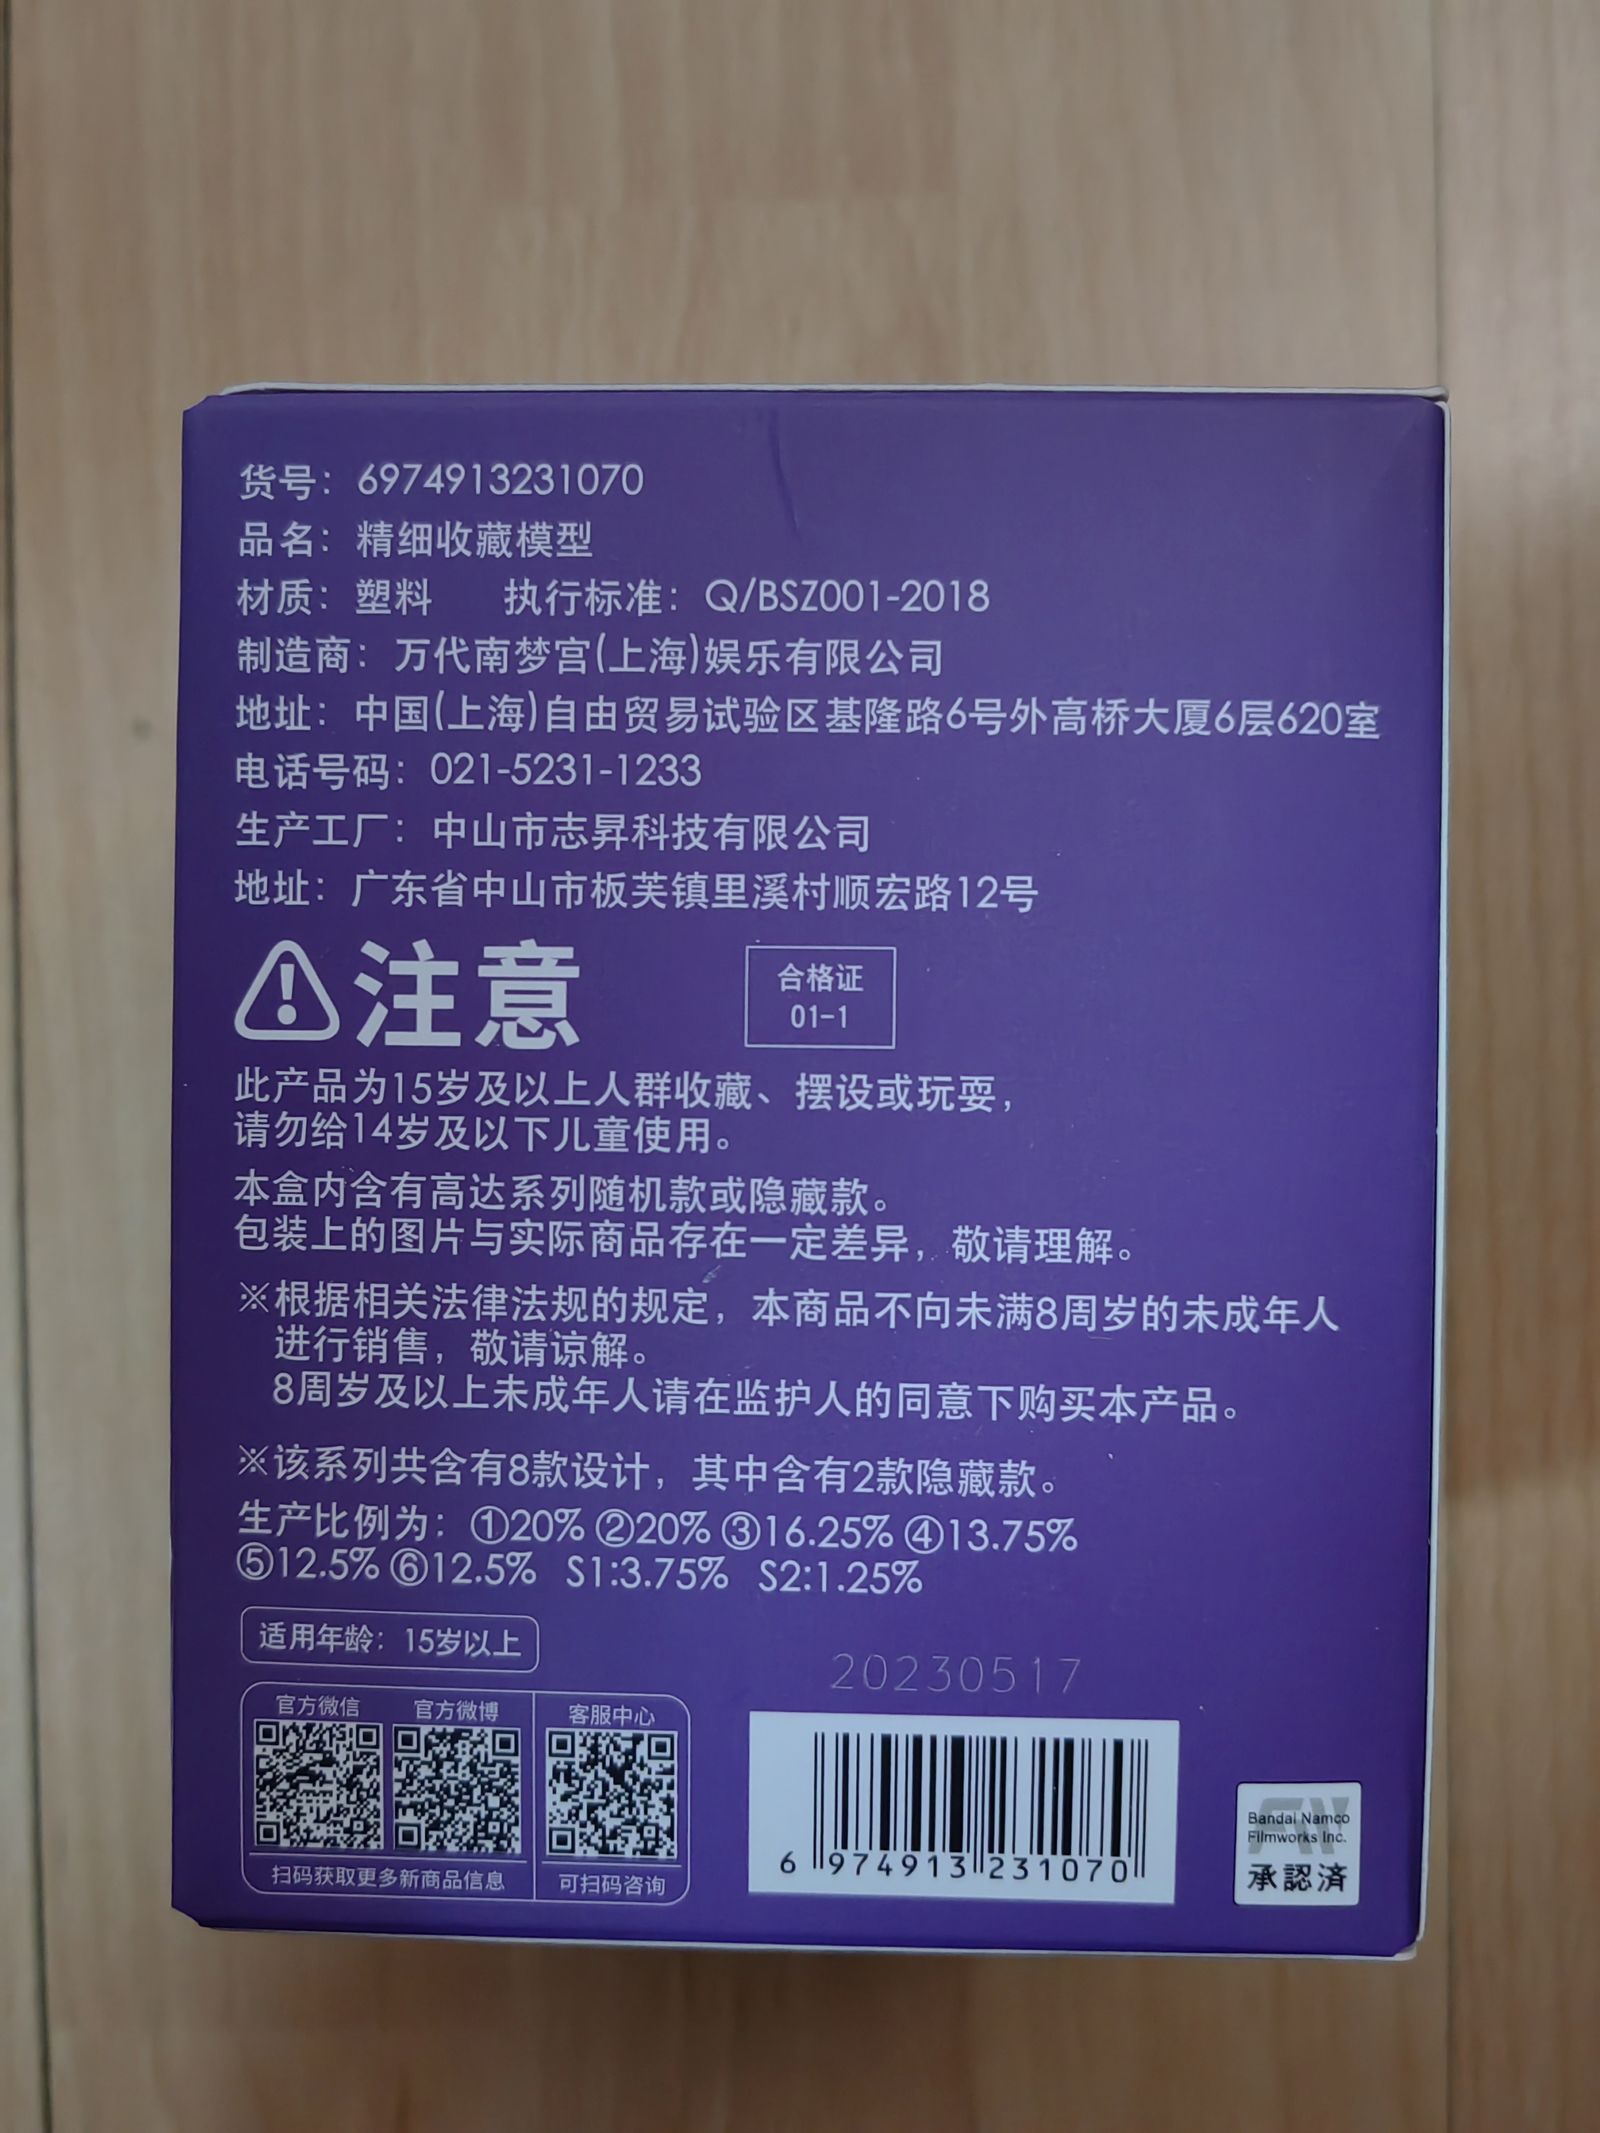 货号：6974913231070
品名：精细收藏模型
材质：塑料 执行标准：Q/BSZ001-2018
制造商：万代南梦宫(上海)娱乐有限公司
地址：中国(上海)自由贸易试验区基隆路6号外高桥大厦6层620室
电话号码：021-5231-1233
生产工厂：中山市志昇科技有限公司
地址：广东省中山市板芙镇里溪村顺宏路12号
注意
合格证
01-1
此产品为15岁及以上人群收藏、摆设或玩耍，
请勿给14岁及以下儿童使用。
本盒内含有高达系列随机款或隐藏款。
包装上的图片与实际商品存在一定差异，敬请理解。
※根据相关法律法规的规定，本商品不向未满8周岁的未成年人
进行销售，敬请谅解。
8周岁及以上未成年人请在监护人的同意下购买本产品。
※该系列共含有8款设计，其中含有2款隐藏款。
生产比例为：①20% ②20% ③16.25% ④13.75%
⑤12.5% ⑥12.5% S1:3.75% S2:1.25%
适用年龄：15岁以上
20230517
官方微信 官方微博 客服中心
扫码获取更多新商品信息 可扫码咨询
6 974913 231070
Bandai Namco
Filmworks Inc.
承認済